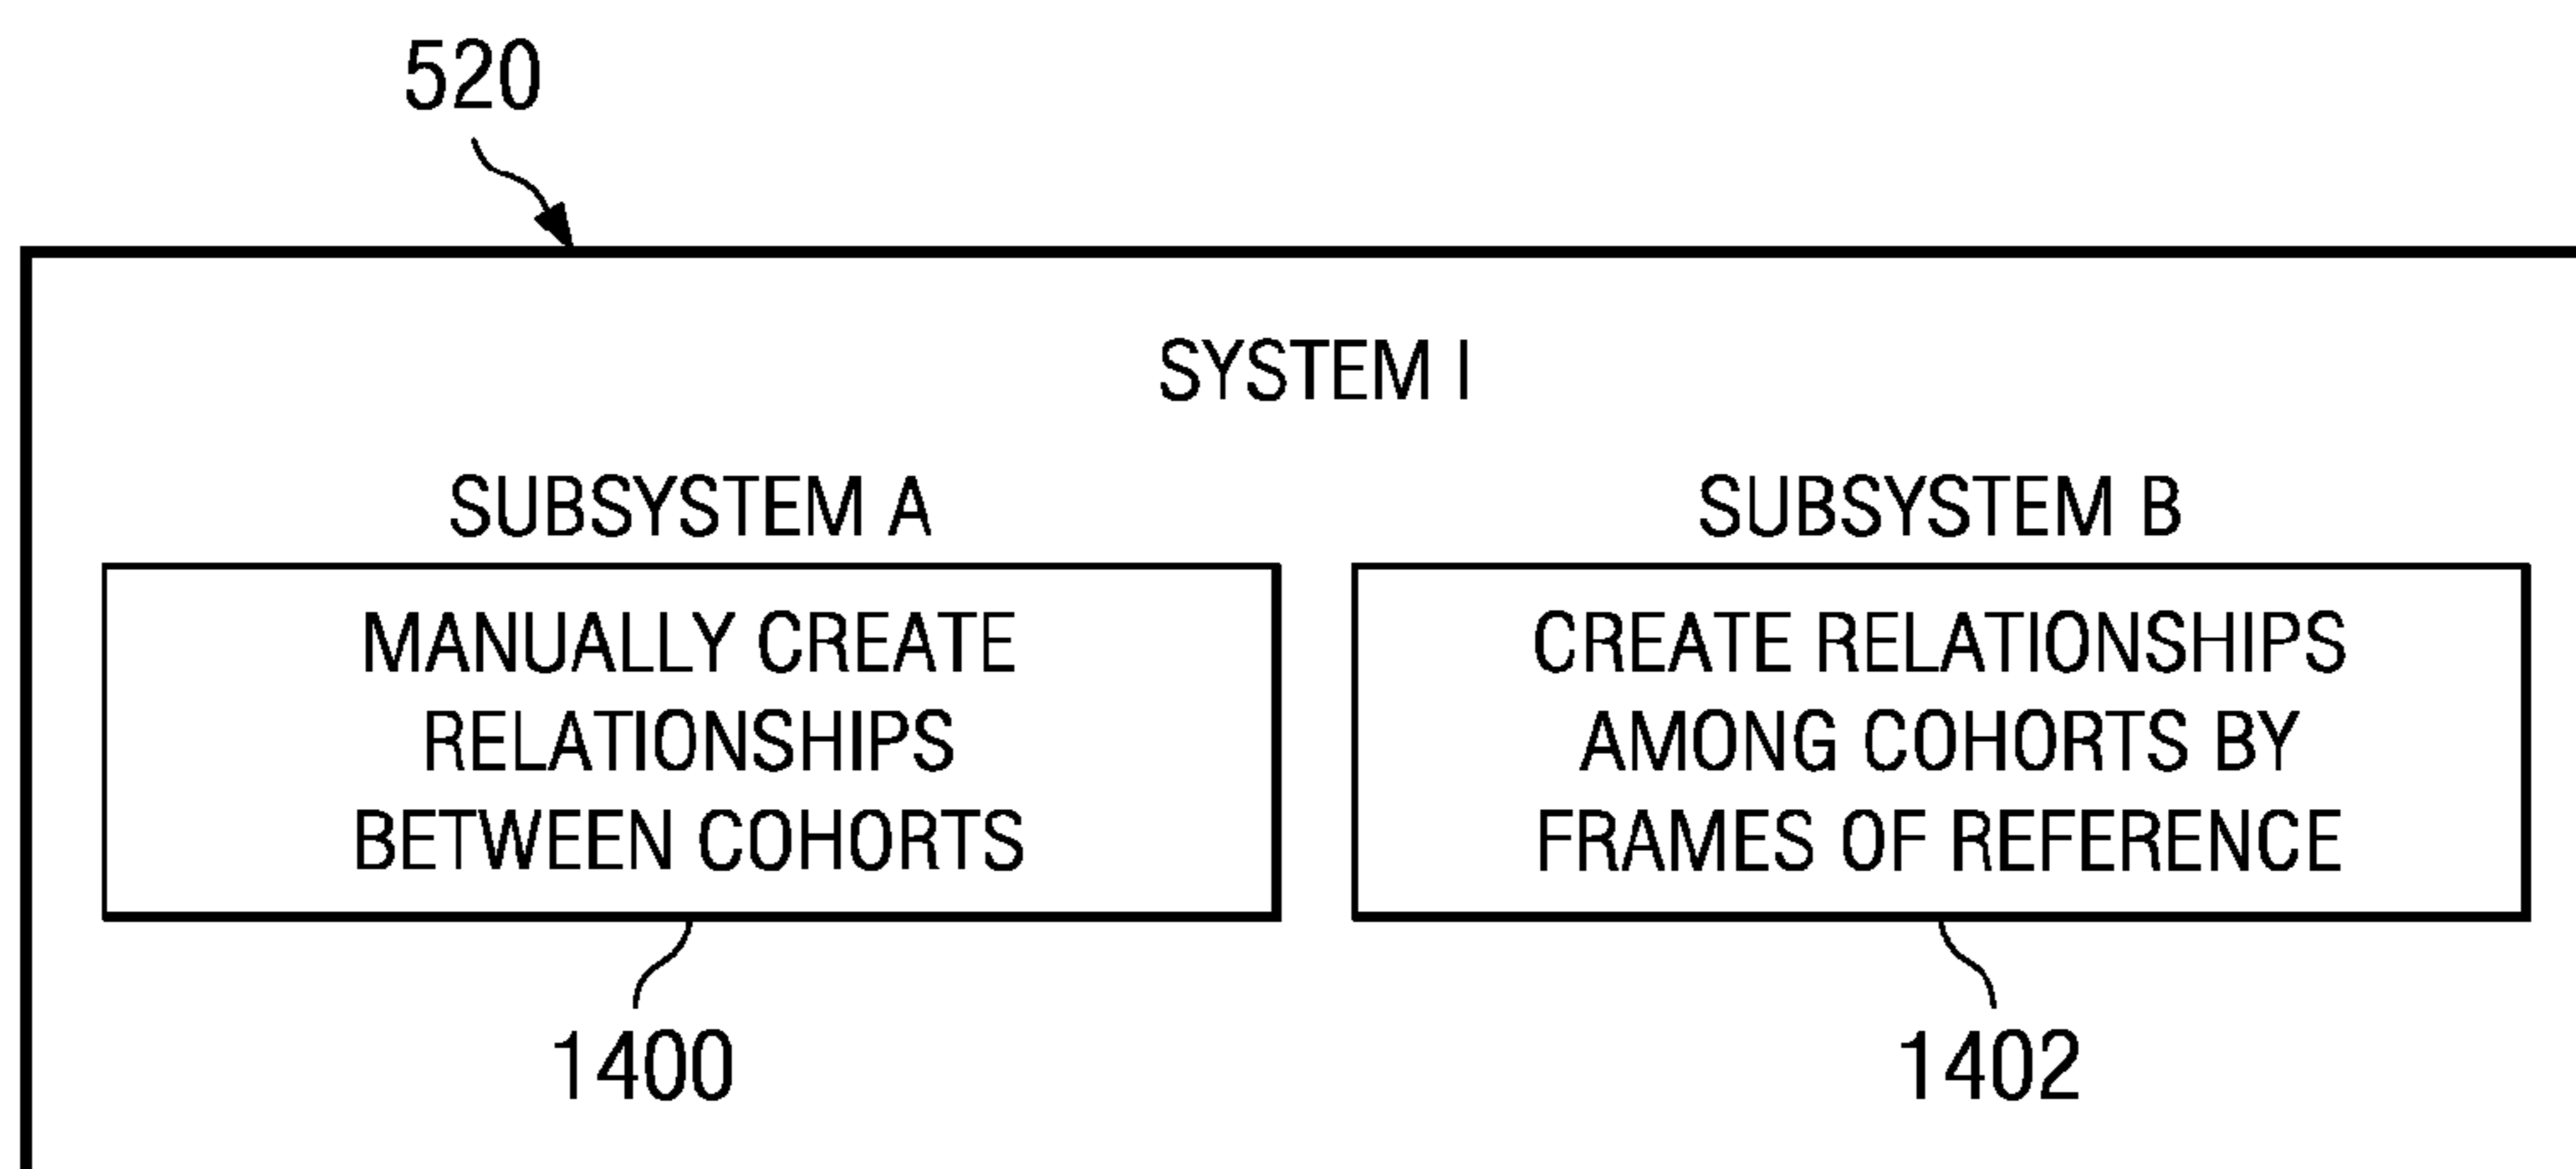 520
SYSTEM I
SUBSYSTEM A
SUBSYSTEM B
MANUALLY CREATE
RELATIONSHIPS
BETWEEN COHORTS
CREATE RELATIONSHIPS
AMONG COHORTS BY
FRAMES OF REFERENCE
1400
1402